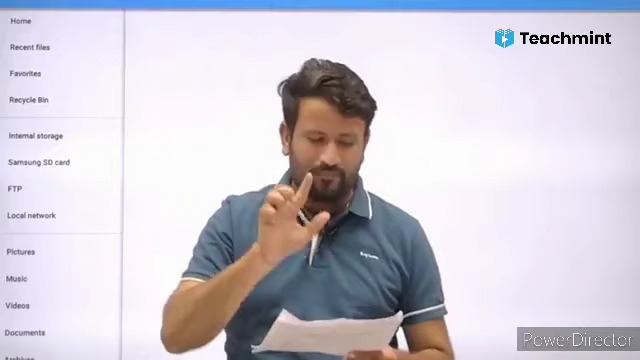 Home
Recent files
Favorites
Recycle Bin
Internal storage
Samsung SD card
FTP
Local network
Pictures
Music
Videos
Documents
Archives
Teachmint
PowerDirector